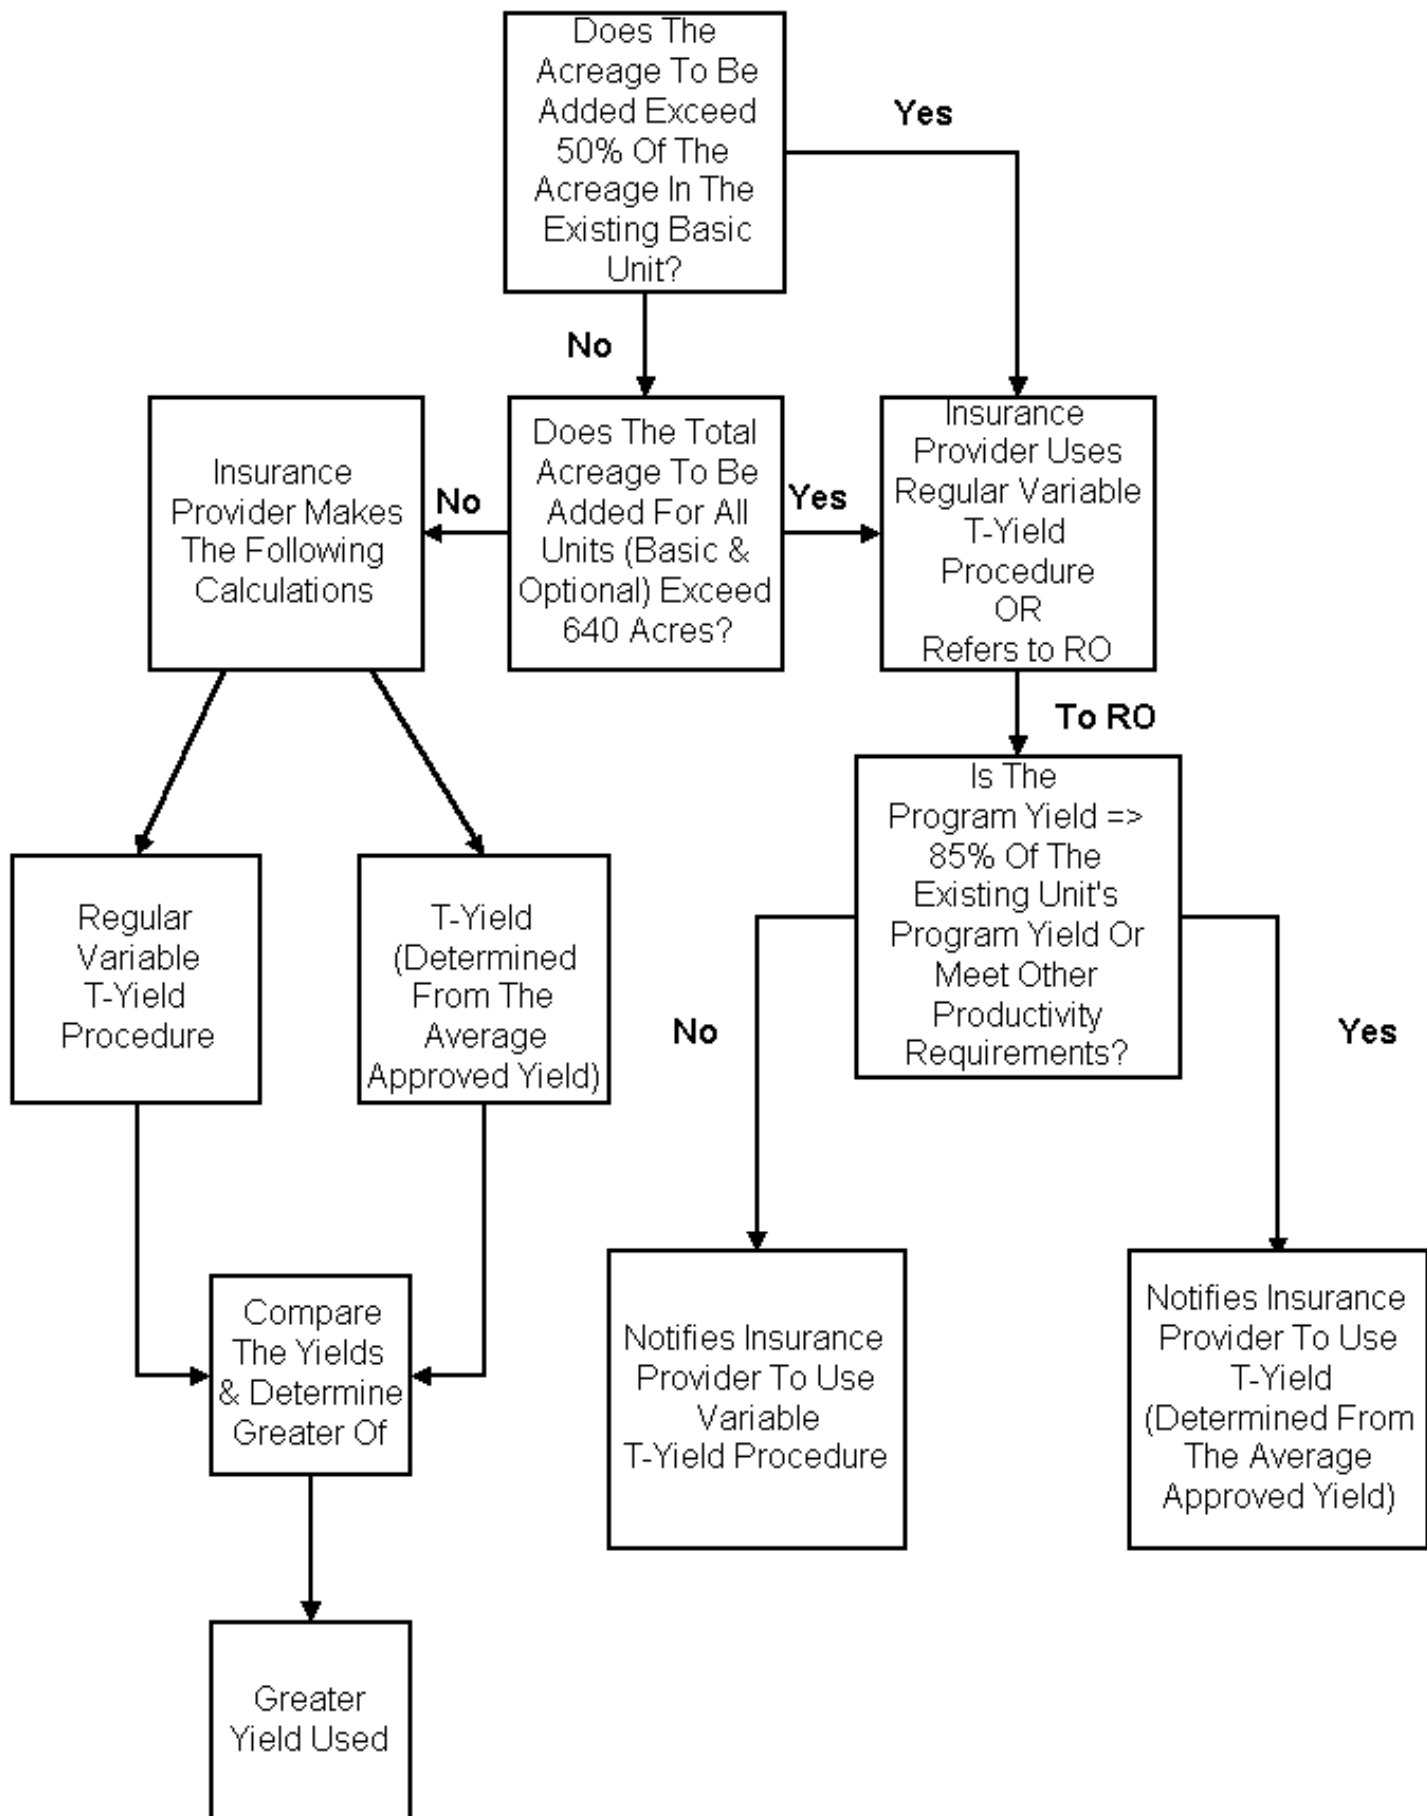 Does The
Acreage To Be
Added Exceed
50% Of The
Acreage In The
Existing Basic
Unit?
Yes
No
Insurance
Provider Makes
The Following
Calculations
No
Does The Total
Acreage To Be
Added For All
Units (Basic &
Optional) Exceed
640 Acres?
Yes
Insurance
Provider Uses
Regular Variable
T-Yield
Procedure
OR
Refers to RO
To RO
Is The
Program Yield =>
85% Of The
Existing Unit's
Program Yield Or
Meet Other
Productivity
Requirements?
No
Yes
Regular
Variable
T-Yield
Procedure
T-Yield
(Determined
From The
Average
Approved Yield)
Compare
The Yields
& Determine
Greater Of
Notifies Insurance
Provider To Use
Variable
T-Yield Procedure
Notifies Insurance
Provider To Use
T-Yield
(Determined From
The Average
Approved Yield)
Greater
Yield Used